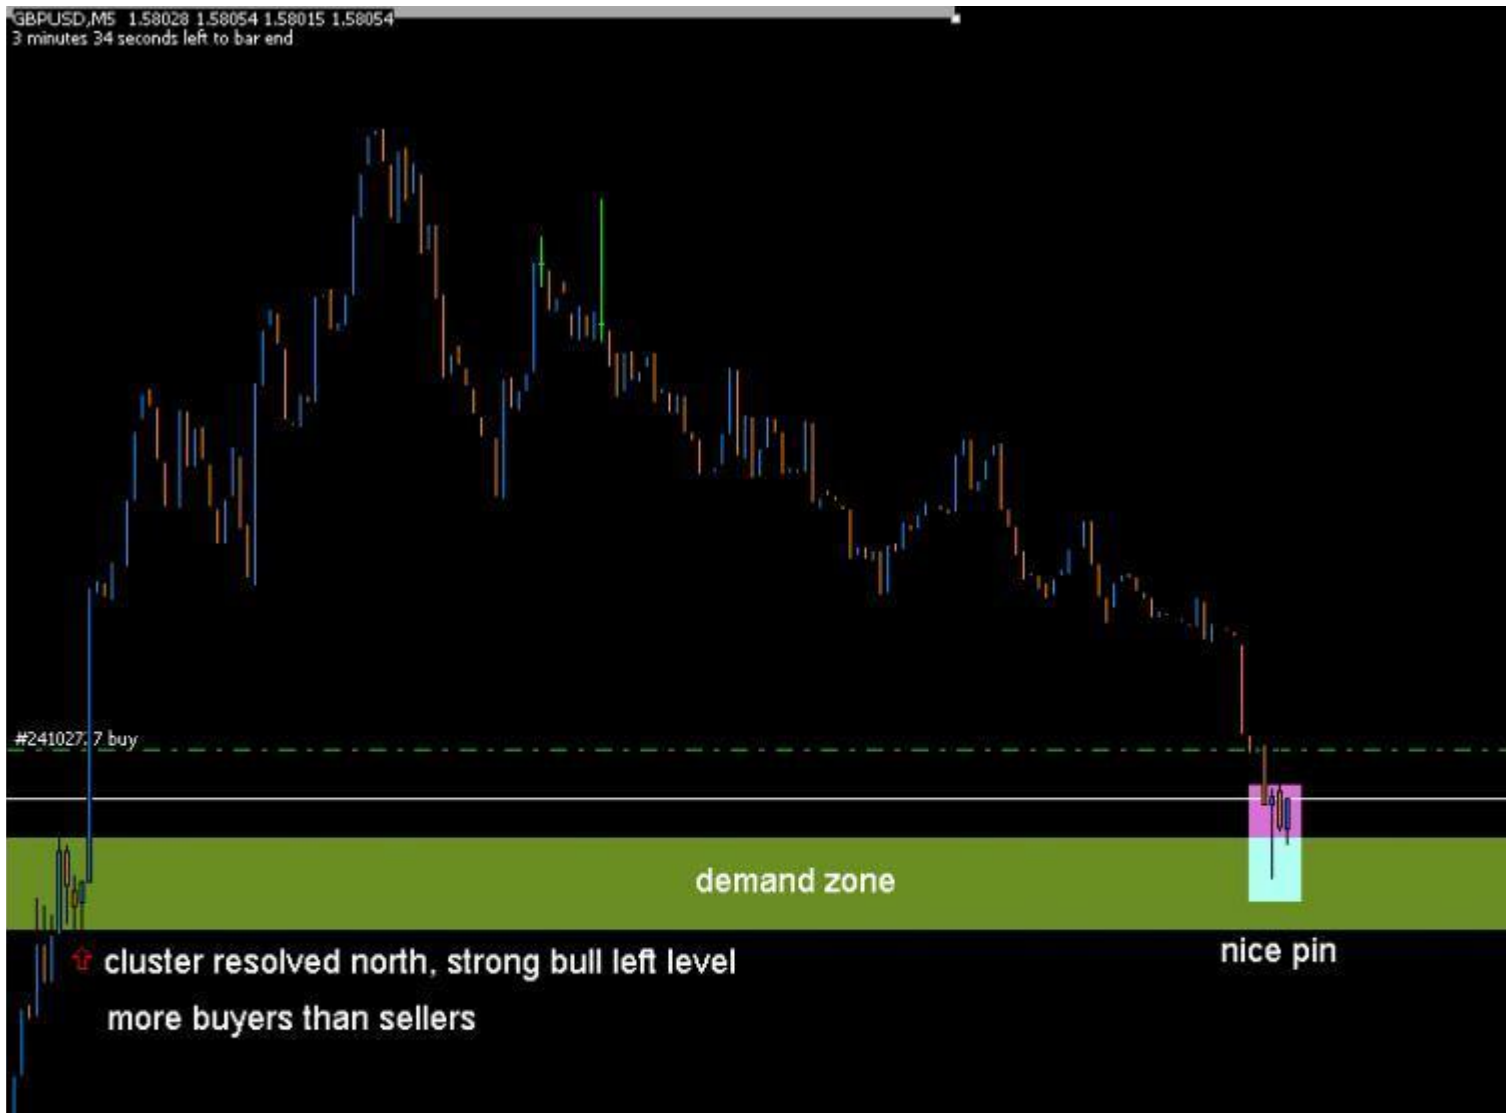 GBPUSD,M5 1.58028 1.58054 1.58015 1.58054
3 minutes 34 seconds left to bar end
buy
demand zone
cluster resolved north, strong bull left level
nice pin
more buyers than sellers